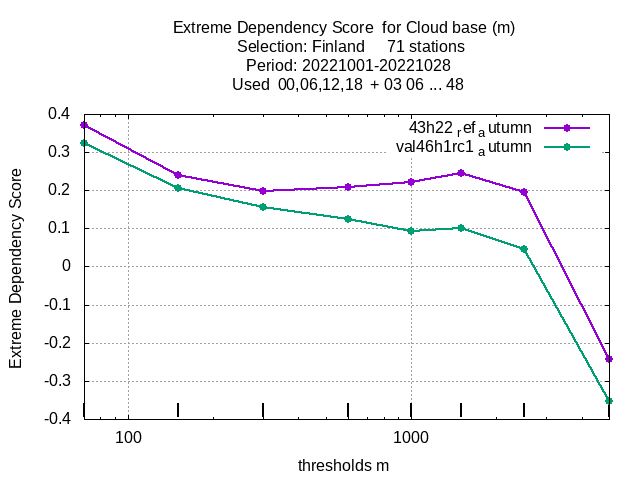 Extreme Dependency Score for Cloud base (m)
Selection: Finland 71 stations
Period: 20221001-20221028
Used 00,06,12,18 + 03 06 ... 48
43h22 ref autumn
val46h1rc1 autumn
0.4
0.3
0.2
0.1
0
-0.1
-0.2
-0.3
-0.4
Extreme Dependency Score
100 1000
thresholds m